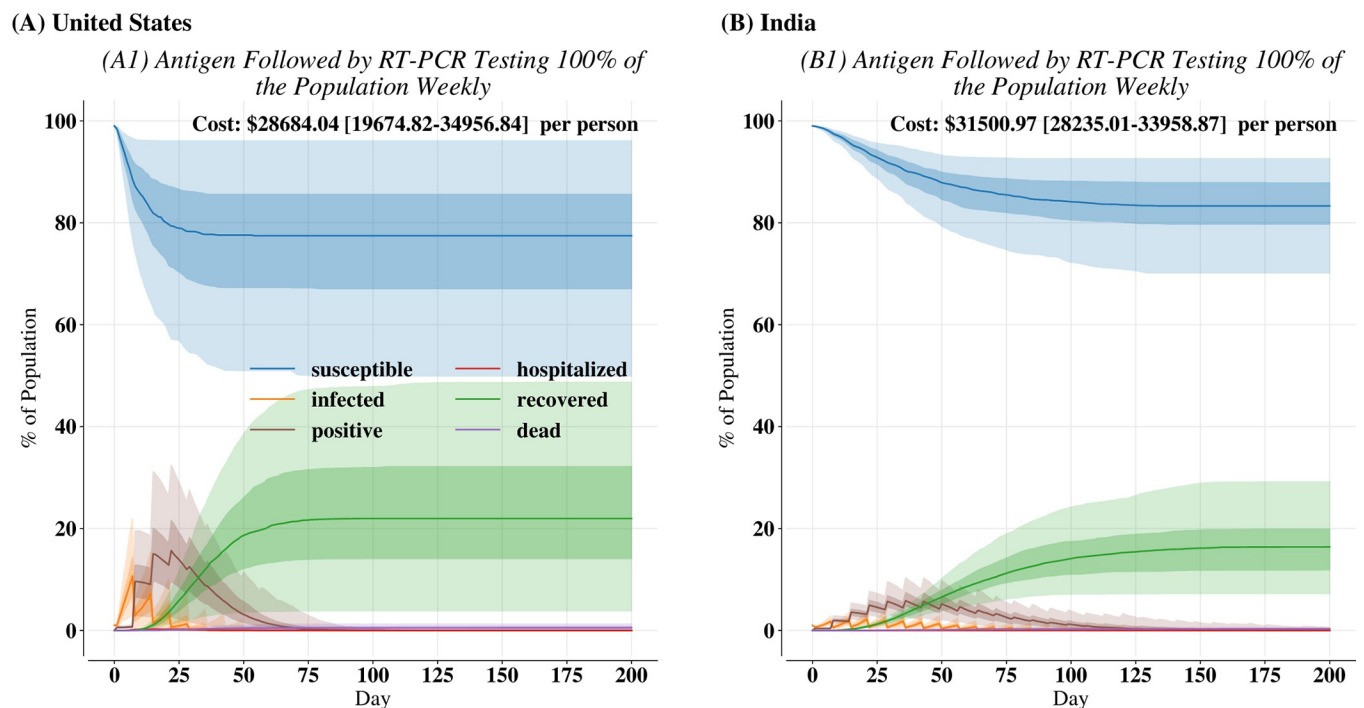 (A) United States
(A1) Antigen Followed by RT-PCR Testing 100% of
the Population Weekly
Cost: $28684.04 [19674.82-34956.84] per person
% of Population
100
80
60
40
20
0
susceptible
infected
positive
hospitalized
recovered
dead
0 25 50 75 100 125 150 175 200
Day
(B) India
(B1) Antigen Followed by RT-PCR Testing 100% of
the Population Weekly
Cost: $31500.97 [28235.01-33958.87] per person
% of Population
100
80
60
40
20
0
0 25 50 75 100 125 150 175 200
Day